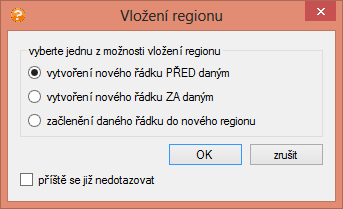 Vložení regionu
vyberte jednu z možnosti vložení regionu
vytvoření nového řádku PŘED daným
vytvoření nového řádku ZA daným
začlenění daného řádku do nového regionu
OK
zrušit
příště se již nedotazovat